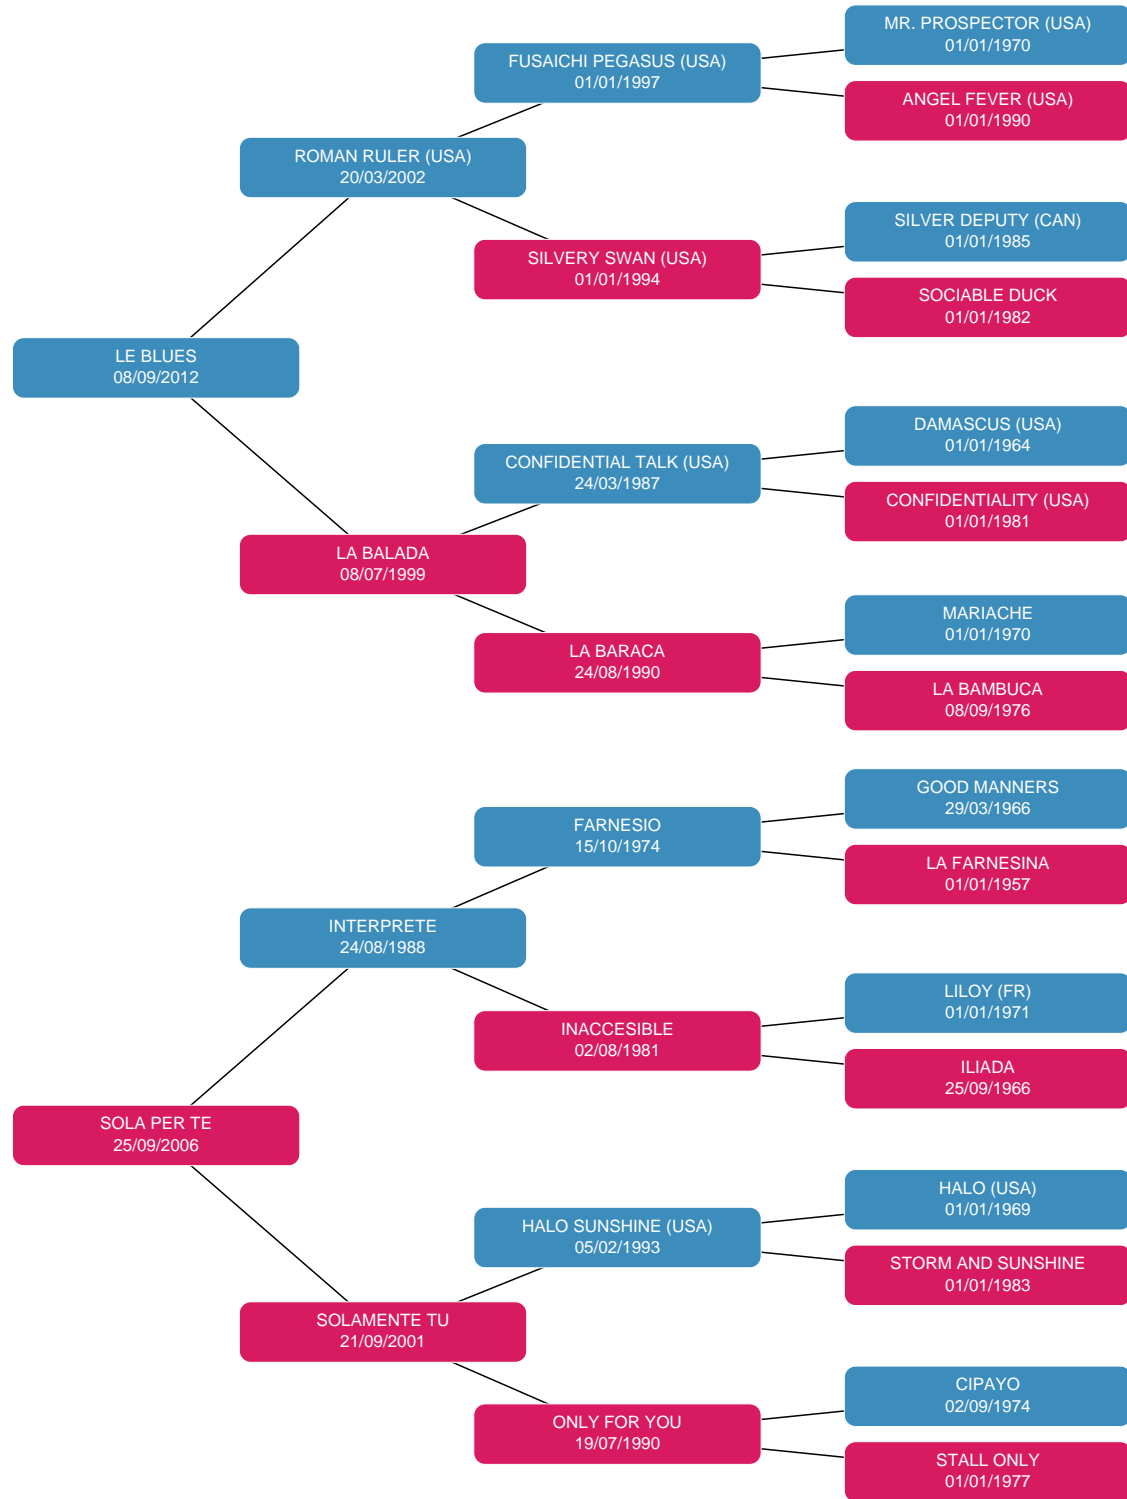 MR. PROSPECTOR (USA)
01/01/1970
FUSAICHI PEGASUS (USA)
01/01/1997
ANGEL FEVER (USA)
01/01/1990
ROMAN RULER (USA)
20/03/2002
SILVER DEPUTY (CAN)
01/01/1985
SILVERY SWAN (USA)
01/01/1994
SOCIABLE DUCK
01/01/1982
LE BLUES
08/09/2012
DAMASCUS (USA)
01/01/1964
CONFIDENTIAL TALK (USA)
24/03/1987
CONFIDENTIALITY (USA)
01/01/1981
LA BALADA
08/07/1999
MARIACHE
01/01/1970
LA BARACA
24/08/1990
LA BAMBUCA
08/09/1976
GOOD MANNERS
29/03/1966
FARNESIO
15/10/1974
LA FARNESINA
01/01/1957
INTERPRETE
24/08/1988
LILOY (FR)
01/01/1971
INACCESIBLE
02/08/1981
ILIADA
25/09/1966
SOLA PER TE
25/09/2006
HALO (USA)
01/01/1969
HALO SUNSHINE (USA)
05/02/1993
STORM AND SUNSHINE
01/01/1983
SOLAMENTE TU
21/09/2001
CIPAYO
02/09/1974
ONLY FOR YOU
19/07/1990
STALL ONLY
01/01/1977